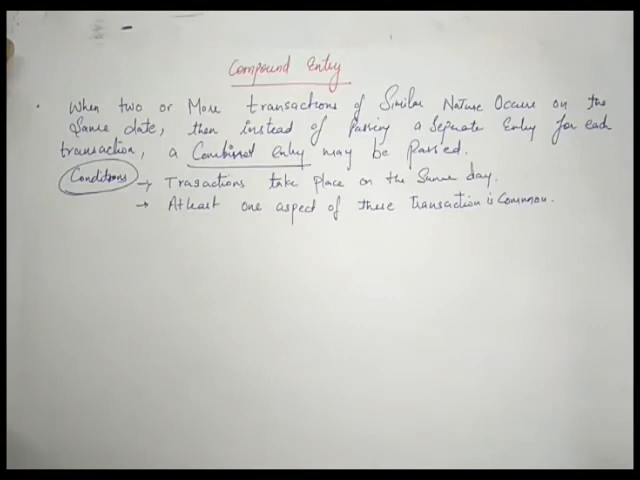 Compound Entry
. When two or More transactions of Similar Nature Occure on the
Same date, then instead of Passing a Separate Entry for each
transaction, a Combined entry may be Passed.
Conditions → Trasactions take place on the Same day.
→ Atleast one aspect of these transaction is Common.